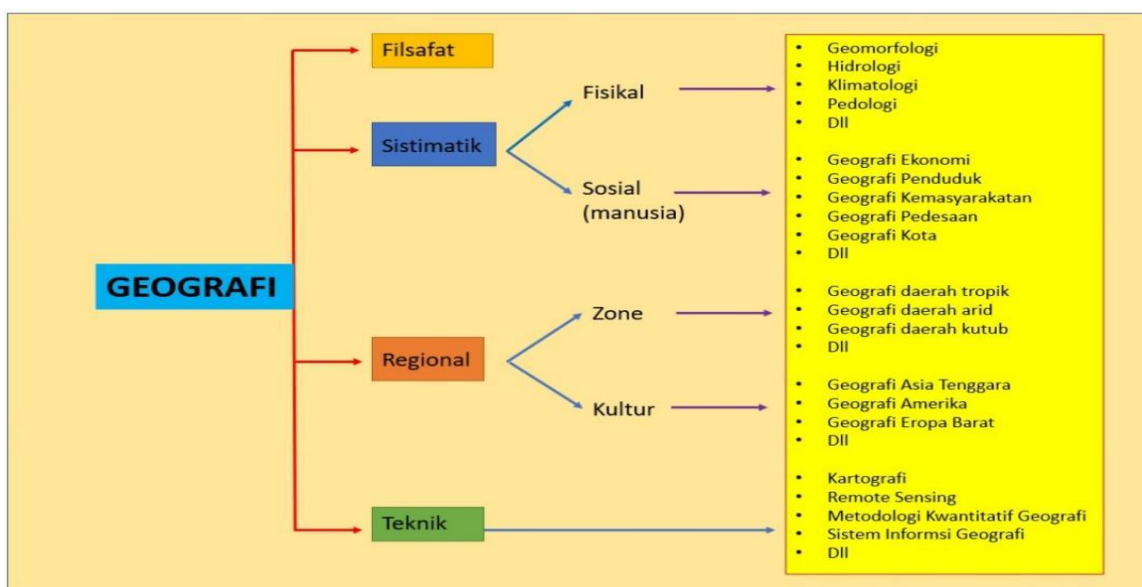 GEOGRAFI
Filsafat
Sistimatik
Fisikal
• Geomorfologi
• Hidrologi
• Klimatologi
• Pedologi
• Dll
Sosial
(manusia)
• Geografi Ekonomi
• Geografi Penduduk
• Geografi Kemasyarakatan
• Geografi Pedesaan
• Geografi Kota
• Dll
Regional
Zone
• Geografi daerah tropik
• Geografi daerah arid
• Geografi daerah kutub
• Dll
Kultur
• Geografi Asia Tenggara
• Geografi Amerika
• Geografi Eropa Barat
• Dll
Teknik
• Kartografi
• Remote Sensing
• Metodologi Kwantitatif Geografi
• Sistem Informsi Geografi
• Dll